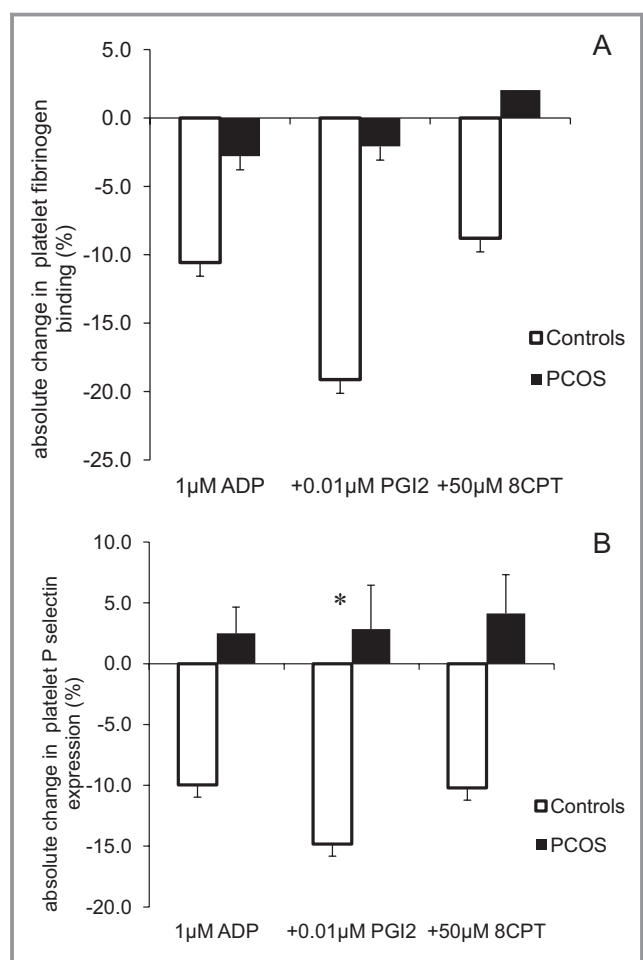 A
absolute change in platelet fibrinogen
binding (%)
5.0
0.0
-5.0
-10.0
-15.0
-20.0
-25.0
Controls
PCOS
1µM ADP +0.01µM PGI2 +50µM 8CPT
B
absolute change in platelet P selectin
expression (%)
10.0
5.0
0.0
-5.0
-10.0
-15.0
-20.0
*
Controls
PCOS
1µM ADP +0.01µM PGI2 +50µM 8CPT